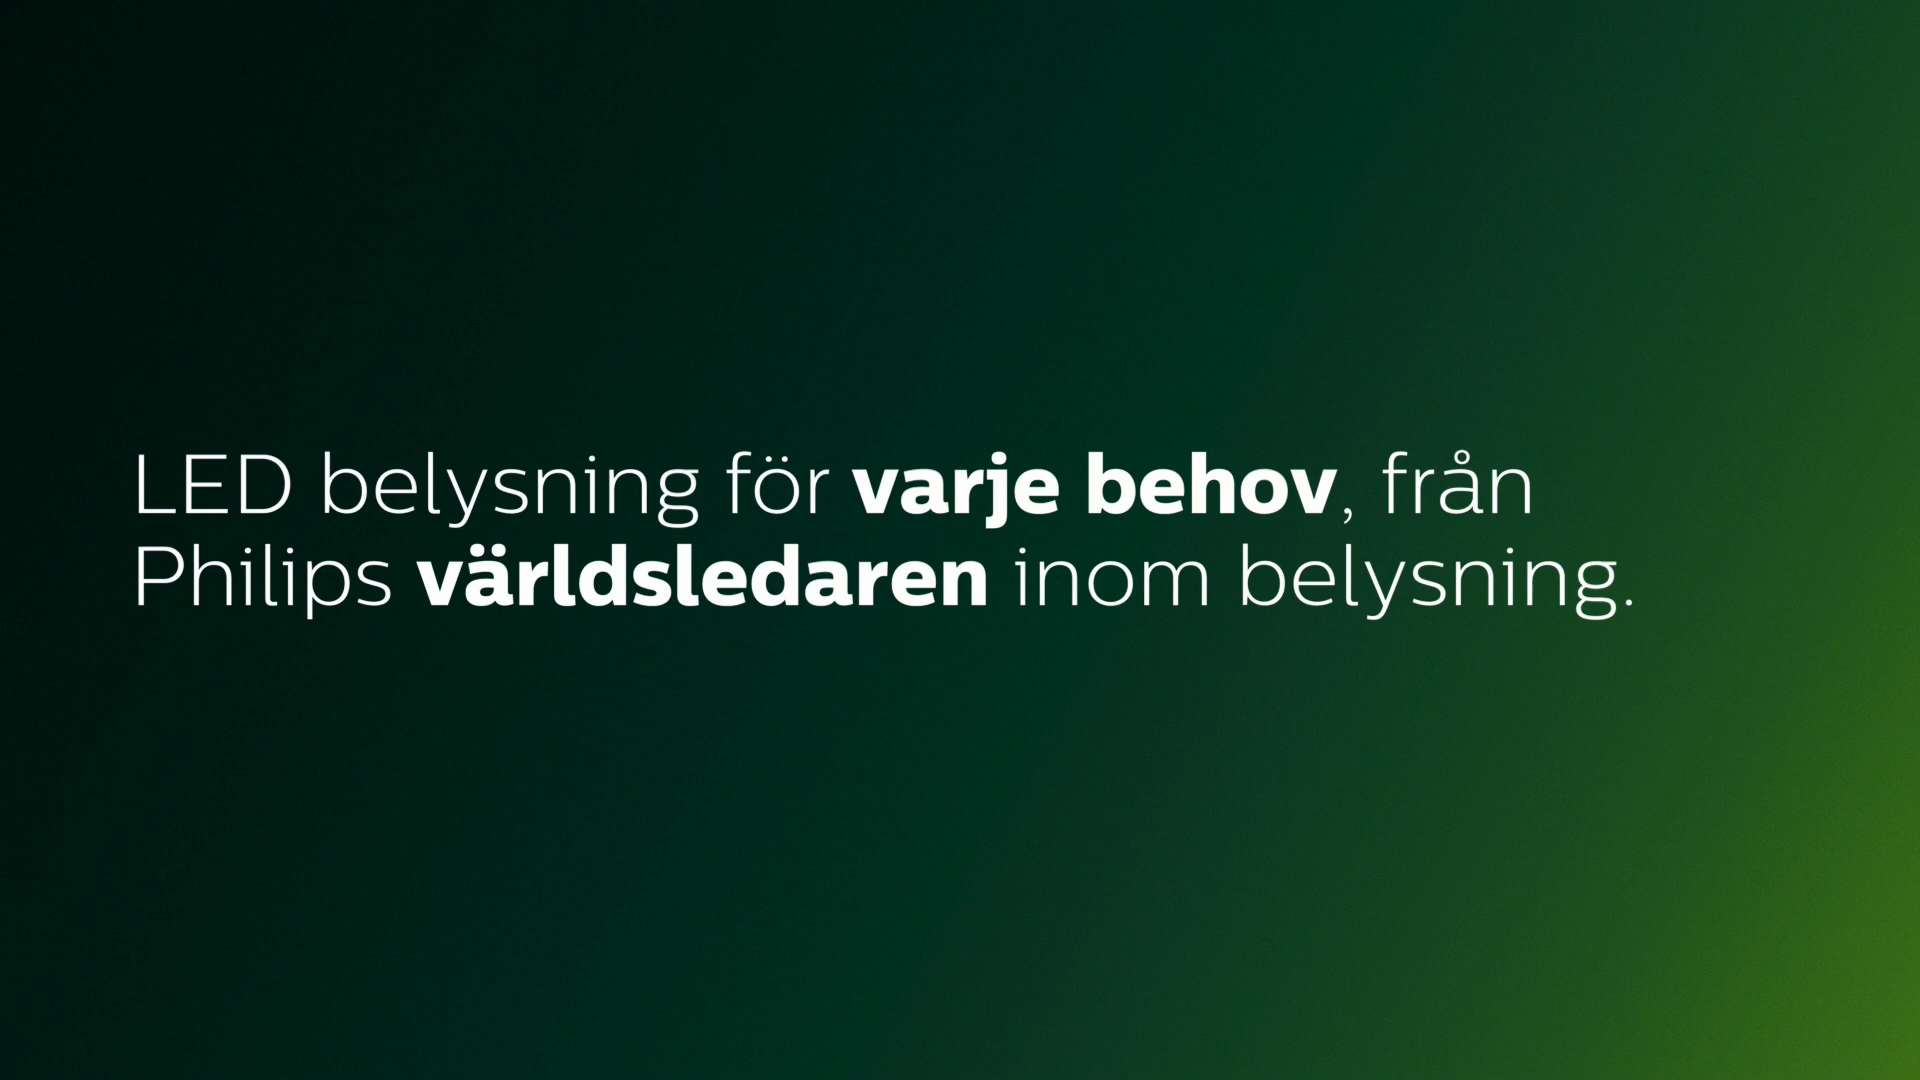 LED belysning för varje behov, från
Philips världsledaren inom belysning.